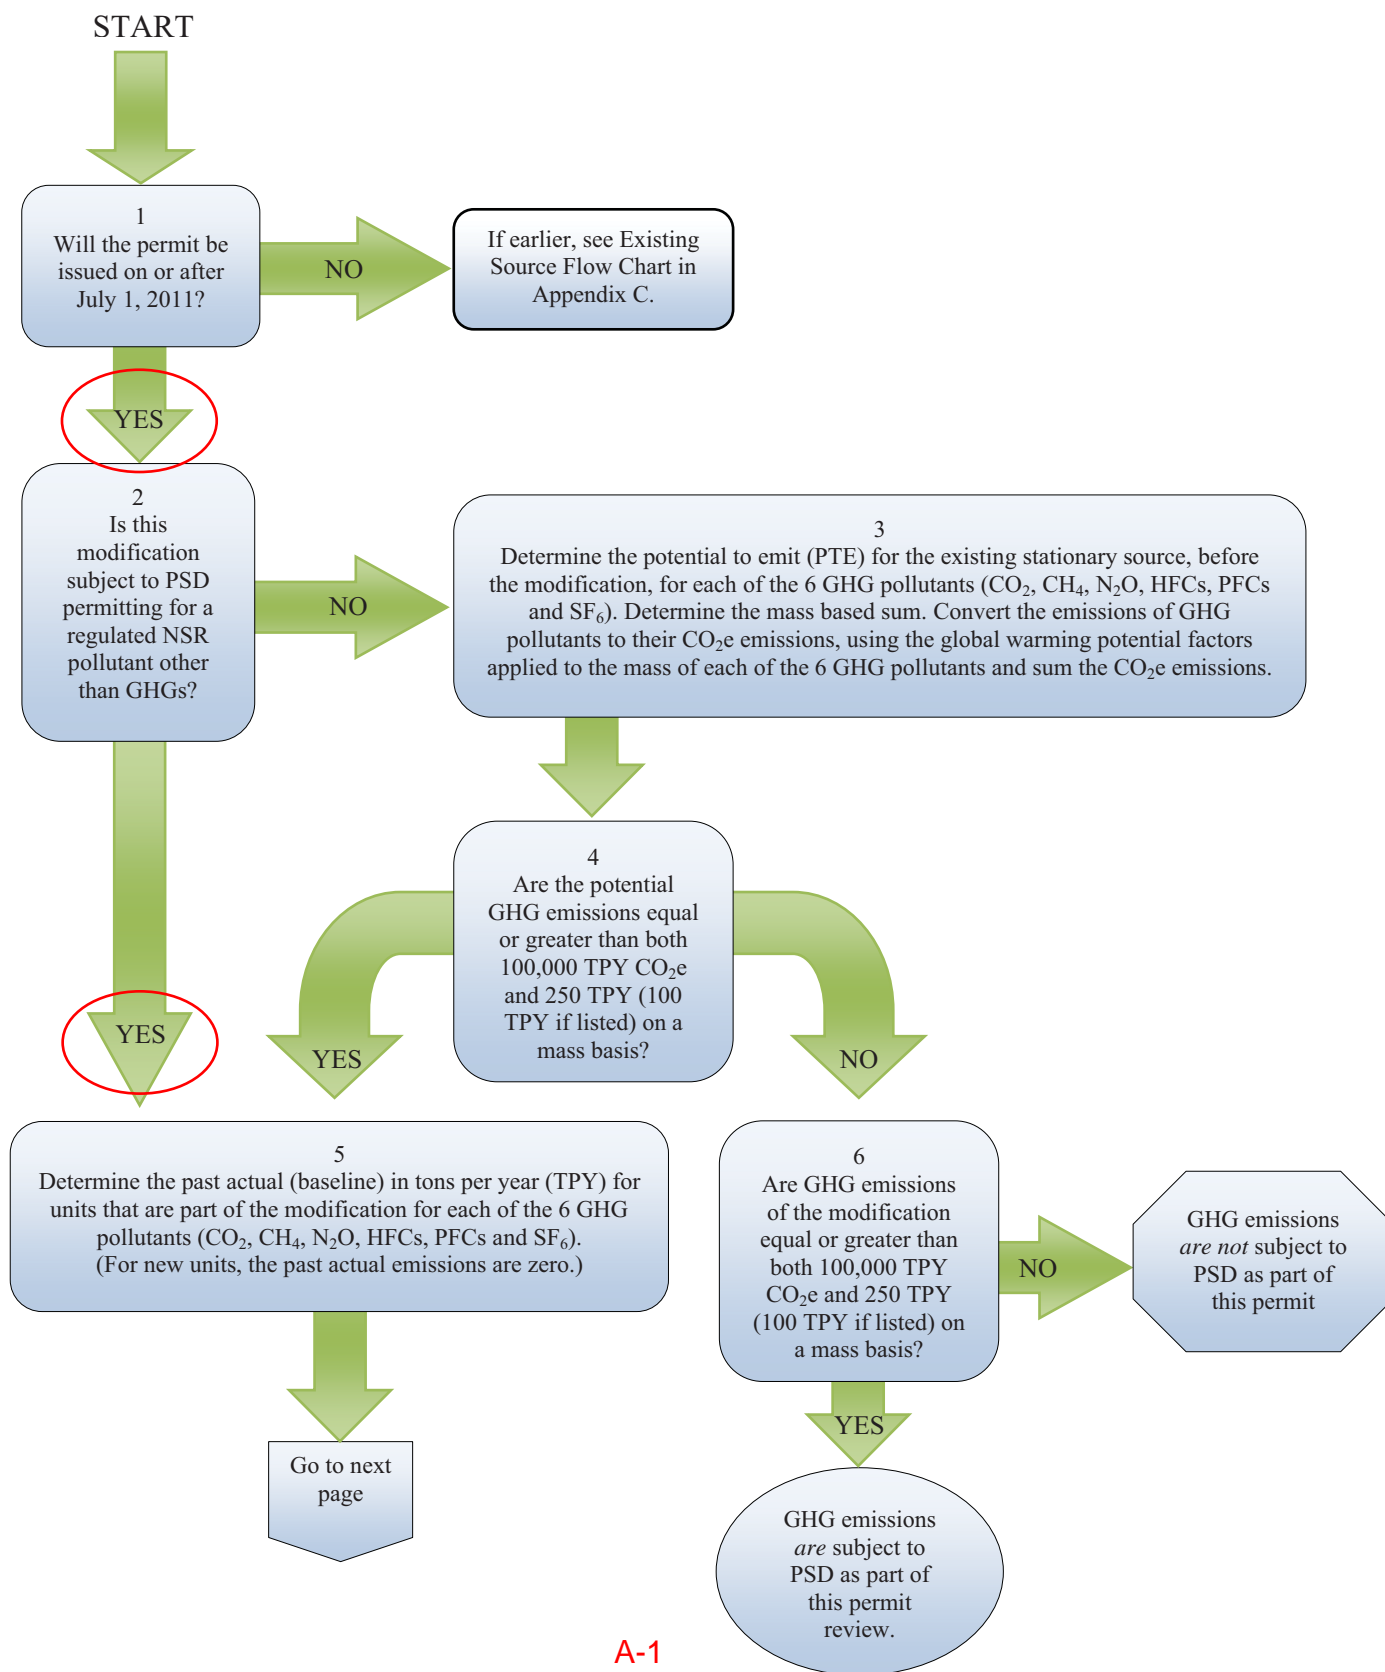 START
1
Will the permit be
issued on or after
July 1, 2011?
NO
If earlier, see Existing
Source Flow Chart in
Appendix C.
YES
2
Is this
modification
subject to PSD
permitting for a
regulated NSR
pollutant other
than GHGs?
NO
3
Determine the potential to emit (PTE) for the existing stationary source, before
the modification, for each of the 6 GHG pollutants (CO₂, CH₄, N₂O, HFCs, PFCs
and SF₆). Determine the mass based sum. Convert the emissions of GHG
pollutants to their CO₂e emissions, using the global warming potential factors
applied to the mass of each of the 6 GHG pollutants and sum the CO₂e emissions.
4
Are the potential
GHG emissions equal
or greater than both
100,000 TPY CO₂e
and 250 TPY (100
TPY if listed) on a
mass basis?
YES
YES
NO
5
Determine the past actual (baseline) in tons per year (TPY) for
units that are part of the modification for each of the 6 GHG
pollutants (CO₂, CH₄, N₂O, HFCs, PFCs and SF₆).
(For new units, the past actual emissions are zero.)
6
Are GHG emissions
of the modification
equal or greater than
both 100,000 TPY
CO₂e and 250 TPY
(100 TPY if listed) on
a mass basis?
NO
GHG emissions
are not subject to
PSD as part of
this permit
YES
Go to next
page
GHG emissions
are subject to
PSD as part of
this permit
review.
A-1